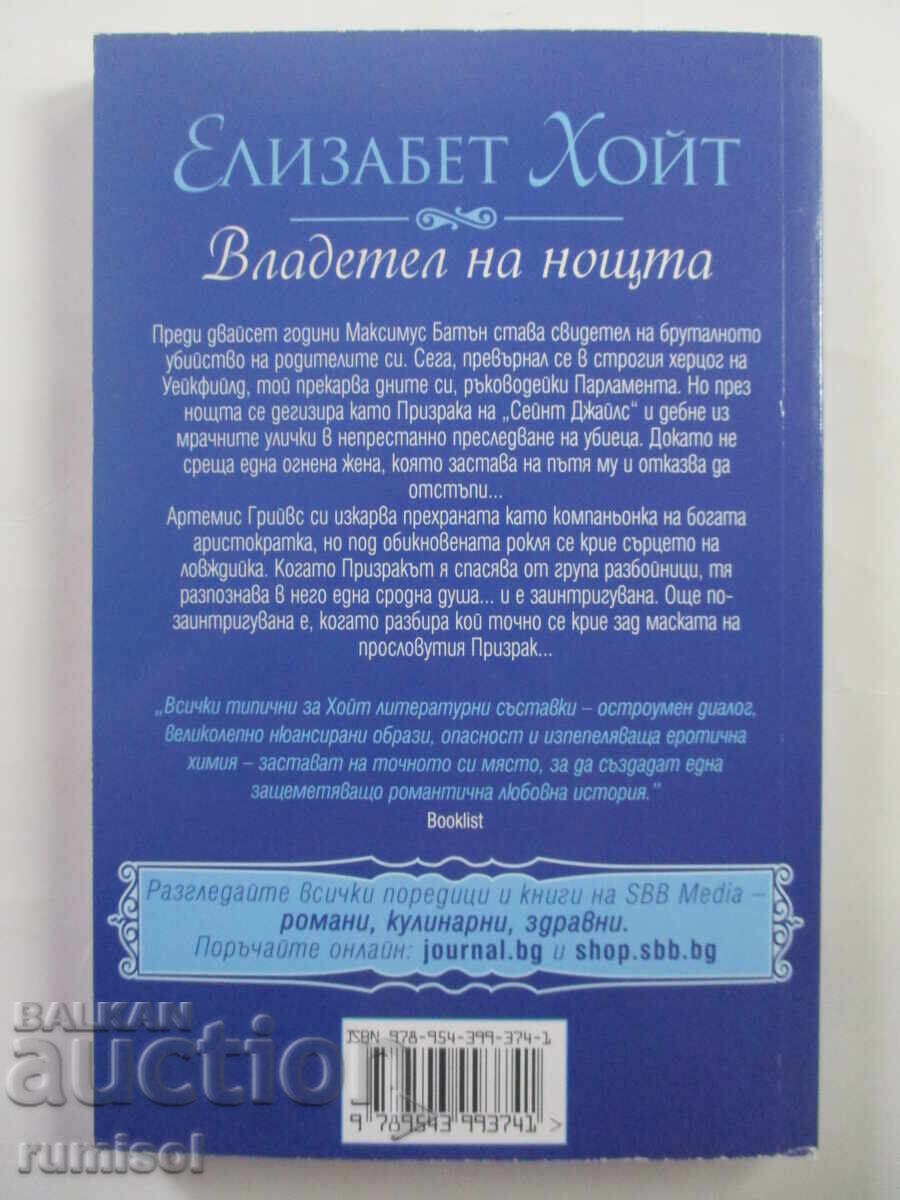 Елизабет Хойт
Владетел на нощта
Преди двайсет години Максимус Батън става свидетел на бруталното
убийство на родителите си. Сега, превърнал се в строгия херцог на
Уейкфийлд, той прекарва дните си, ръководейки Парламента. Но през
нощта се дегизира като Призрака на „Сейнт Джайлс“ и дебне из
мрачните улички в непрестанно преследване на убиеца. Докато не
среща една огнена жена, която застава на пътя му и отказва да
отстъпи...
Артемис Грийвс си изкарва прехраната като компаньонка на богата
аристократка, но под обикновената рокля се крие сърцето на
ловджийка. Когато Призракът я спасява от група разбойници, тя
разпознава в него една сродна душа... и е заинтригувана. Още по-
заинтригувана е, когато разбира кой точно се крие зад маската на
прословутия Призрак...
„Всички типични за Хойт литературни съставки – остроумен диалог,
великолепно нюансирани образи, опасност и изпепеляваща еротична
химия – застават на точното си място, за да създадат една
зашеметяващо романтична любовна история.”
Booklist
Разгледайте всички поредици и книги на SBB Media –
романи, кулинарни, здравни.
Поръчайте онлайн: journal.bg и shop.sbb.bg
ISBN 978-954-399-374-1
9 789543 993741 >
BALKAN
auction
rumisol